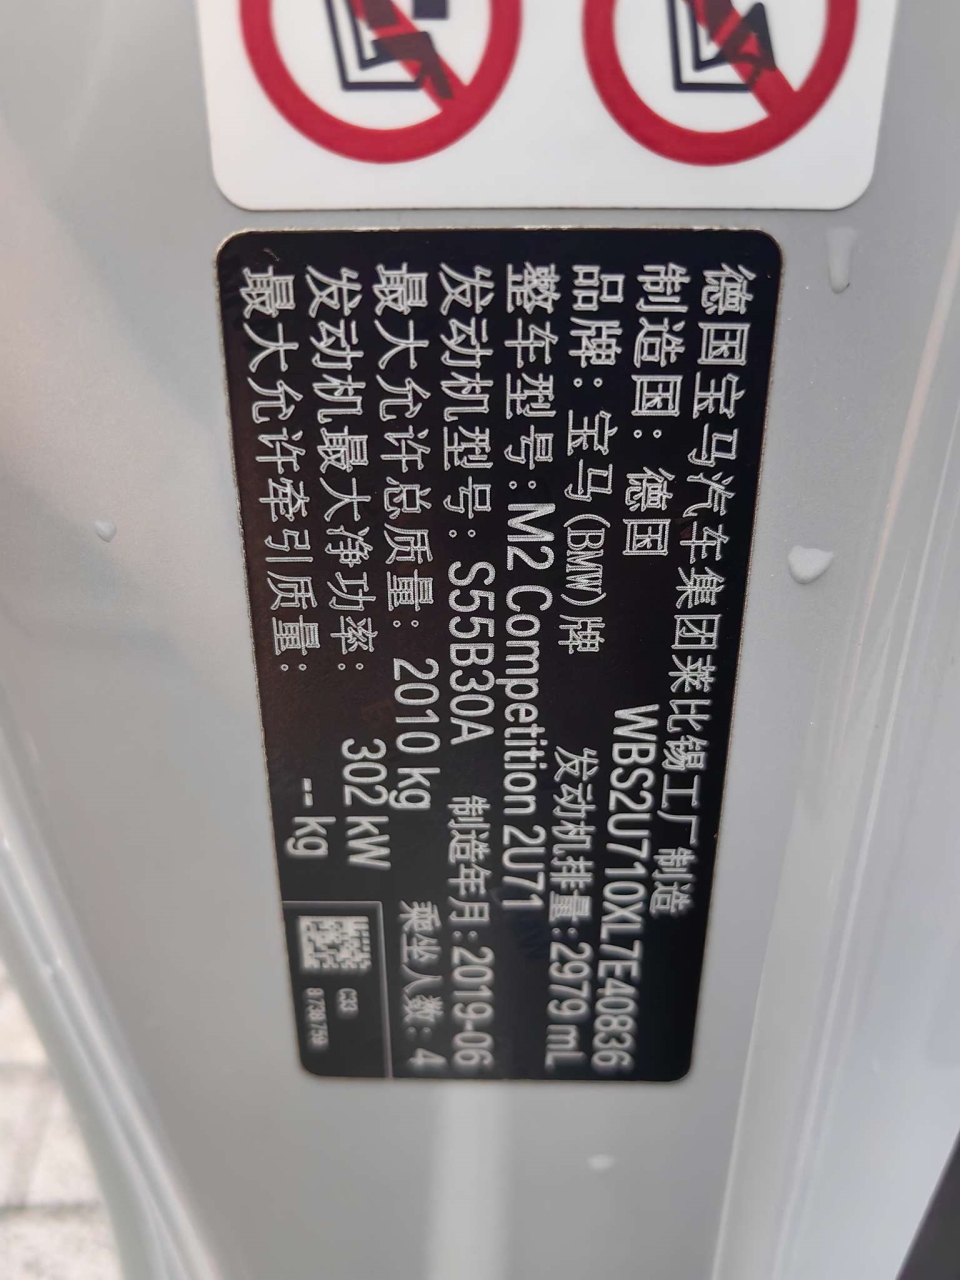 德国宝马汽车集团莱比锡工厂制造
制造国：德国 WBS2U710XL7E40836
品牌：宝马(BMW)牌 发动机排量:2979 mL
整车型号:M2 Competition 2U71
发动机型号: S55B30A 制造年月:2019-06
最大允许总质量: 2010 kg 乘坐人数: 4
发动机最大净功率: 302 kW
最大允许牵引质量: -- kg
C33
8738759